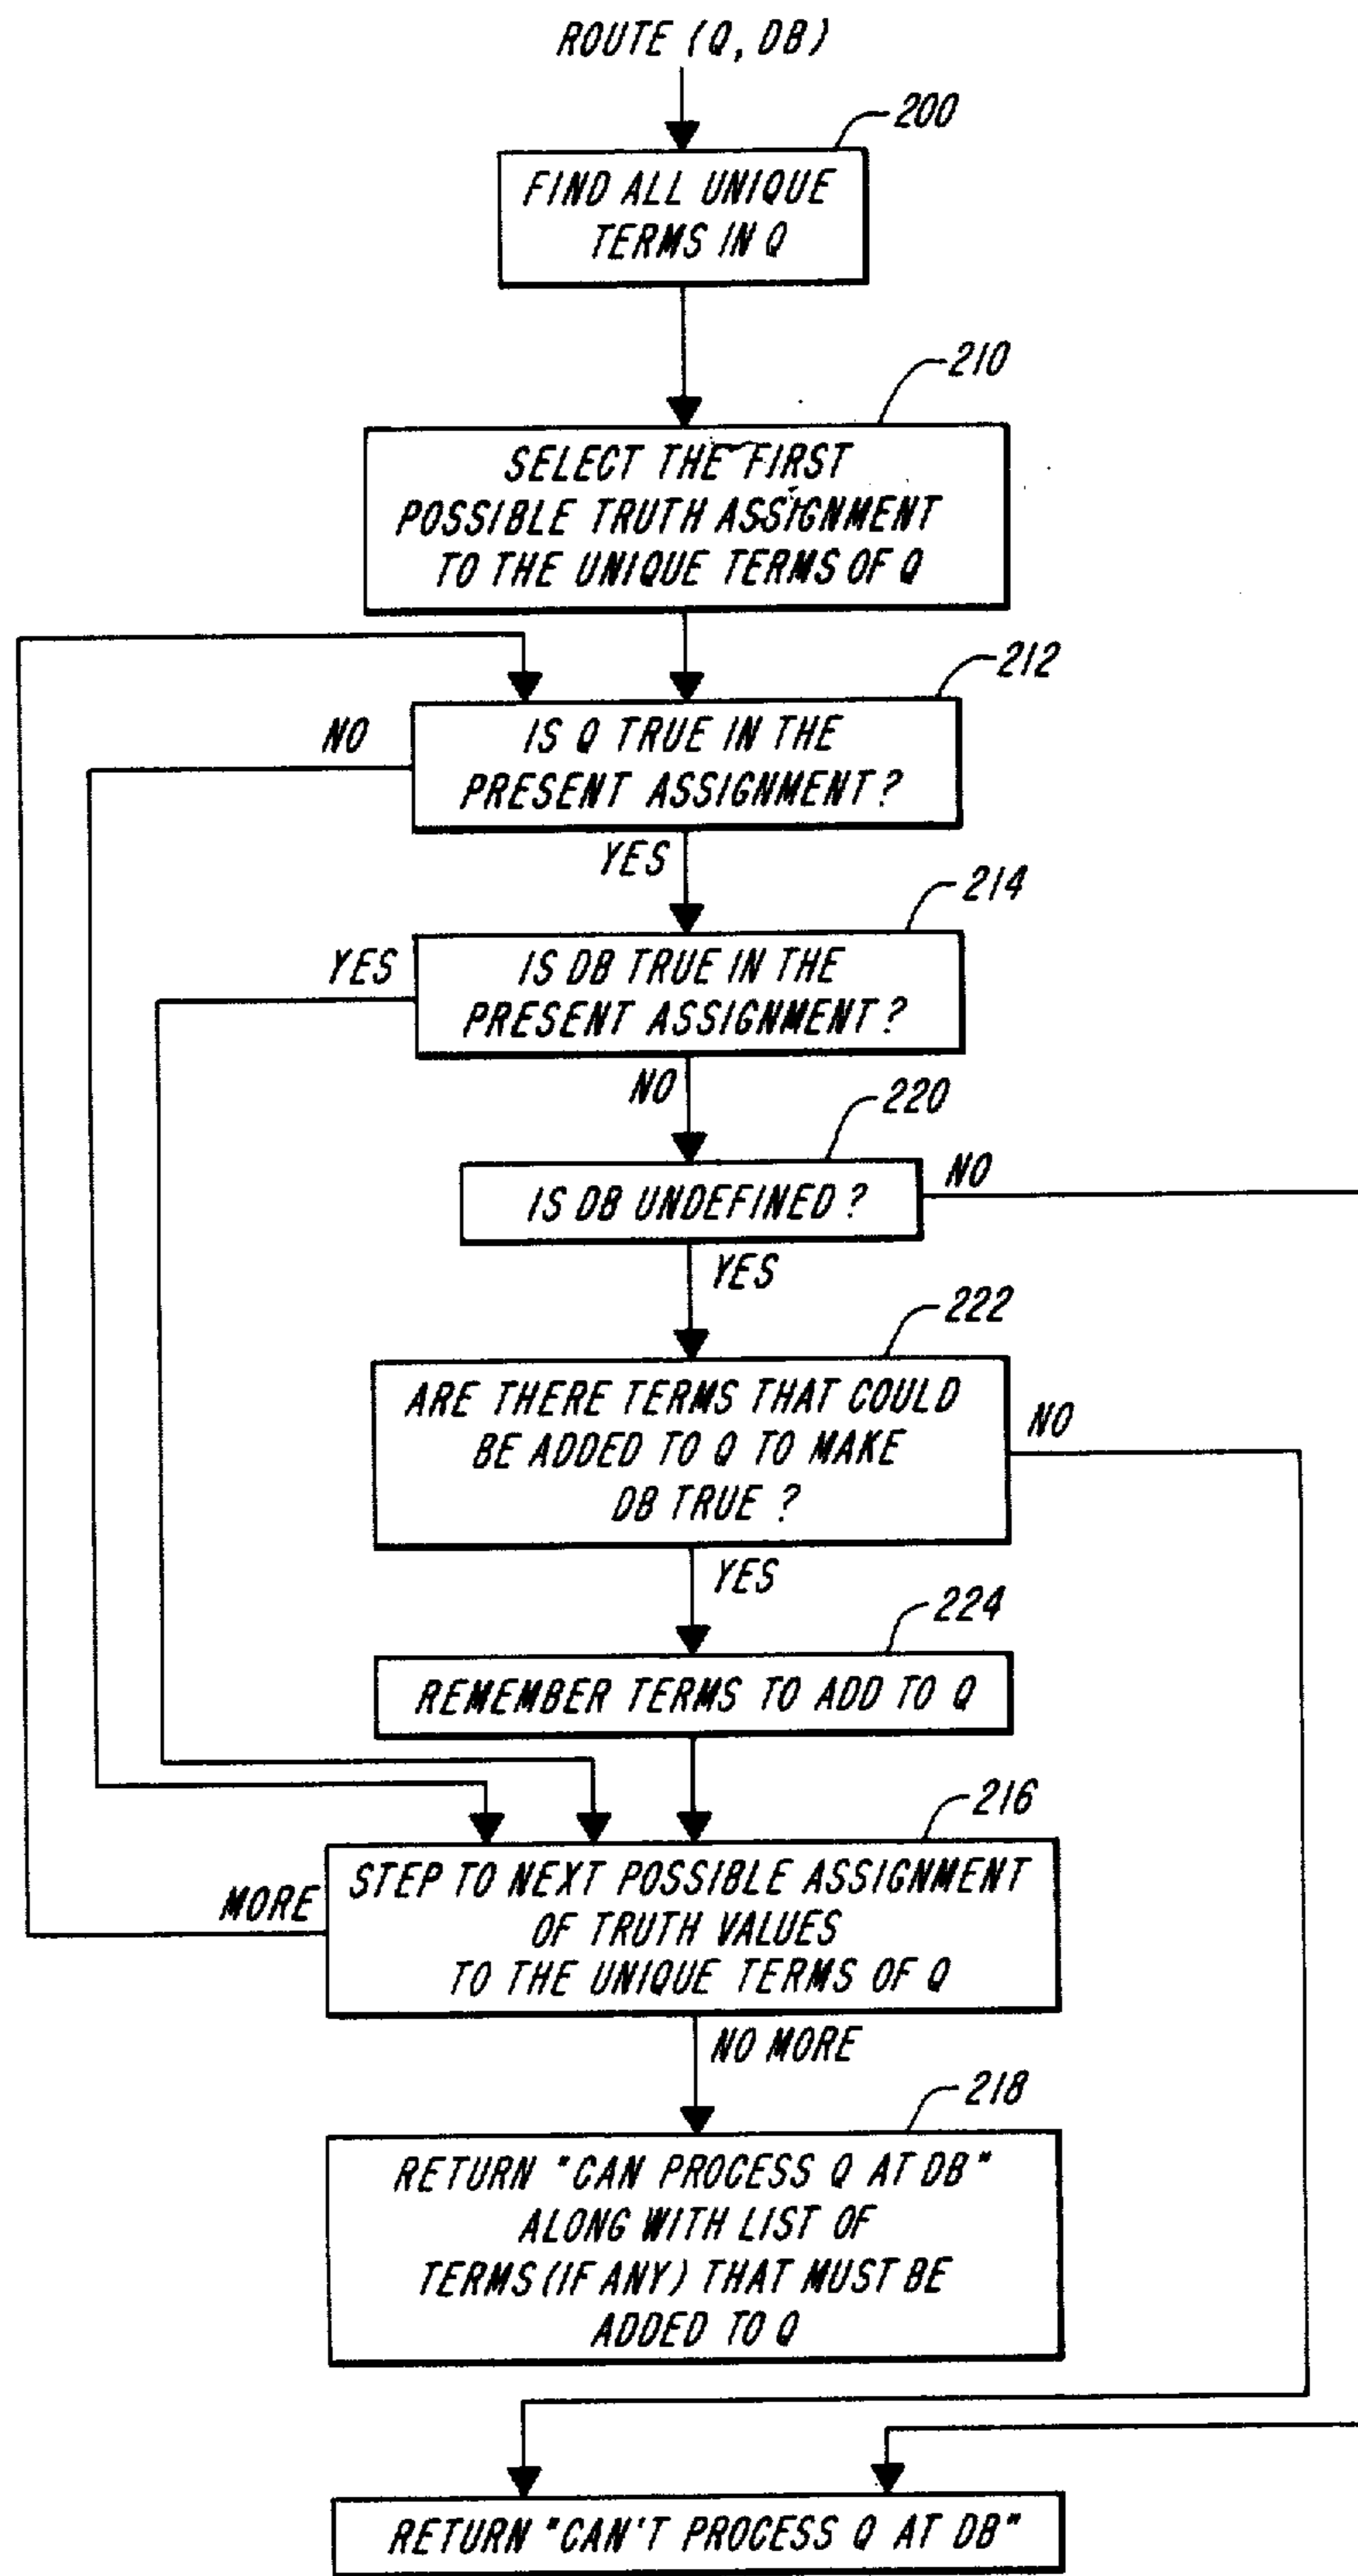 ROUTE (Q, DB)
200
FIND ALL UNIQUE
TERMS IN Q
210
SELECT THE FIRST
POSSIBLE TRUTH ASSIGNMENT
TO THE UNIQUE TERMS OF Q
212
NO
IS Q TRUE IN THE
PRESENT ASSIGNMENT?
YES
214
YES
IS DB TRUE IN THE
PRESENT ASSIGNMENT?
NO
220
IS DB UNDEFINED?
NO
YES
222
ARE THERE TERMS THAT COULD
BE ADDED TO Q TO MAKE
DB TRUE?
NO
YES
224
REMEMBER TERMS TO ADD TO Q
216
MORE
STEP TO NEXT POSSIBLE ASSIGNMENT
OF TRUTH VALUES
TO THE UNIQUE TERMS OF Q
NO MORE
218
RETURN "CAN PROCESS Q AT DB"
ALONG WITH LIST OF
TERMS (IF ANY) THAT MUST BE
ADDED TO Q
RETURN "CAN'T PROCESS Q AT DB"